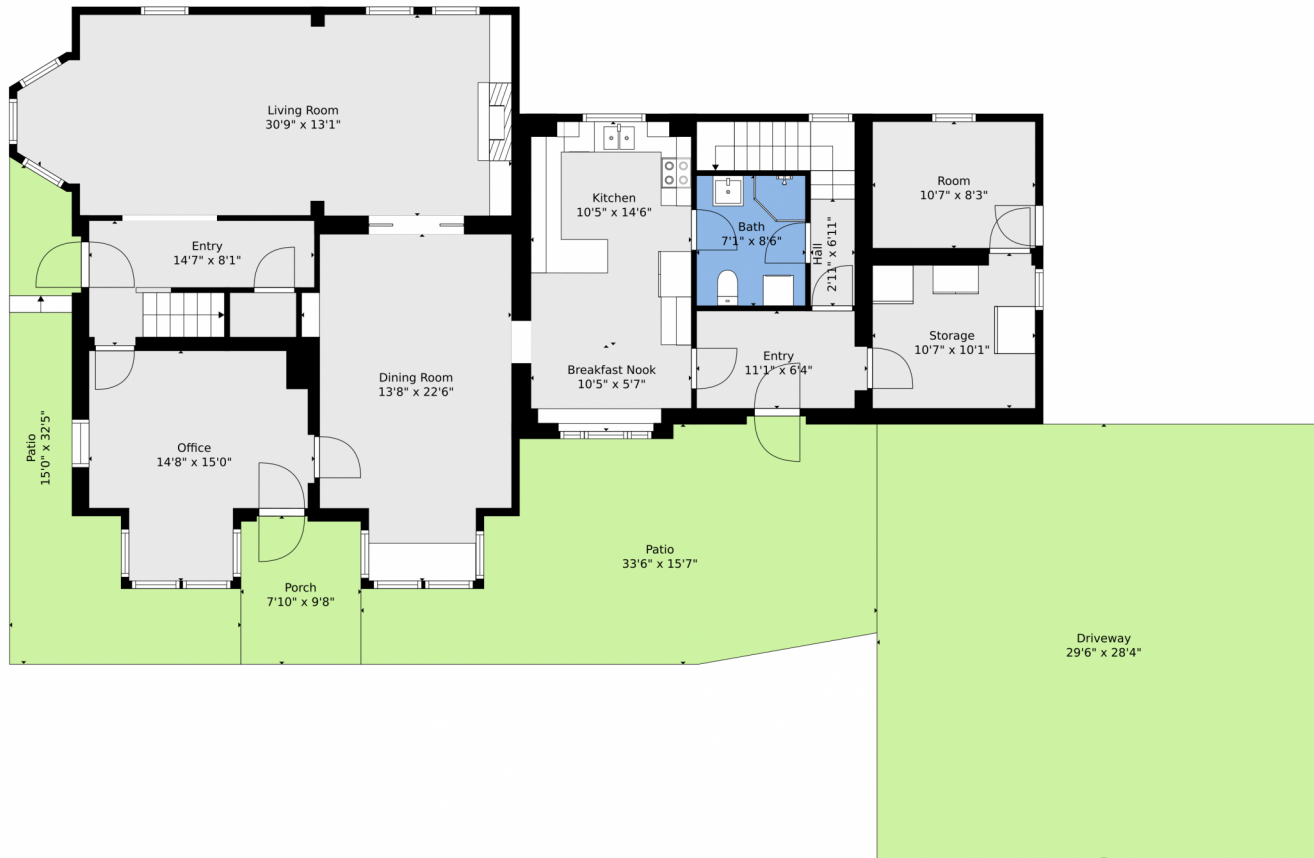 Living Room
30'9" x 13'1"
Kitchen
10'5" x 14'6"
Room
10'7" x 8'3"
Bath
7'1" x 8'6"
Hall
2'11" x 6'11"
Entry
14'7" x 8'1"
Storage
10'7" x 10'1"
Entry
11'1" x 6'4"
Breakfast Nook
10'5" x 5'7"
Dining Room
13'8" x 22'6"
Office
14'8" x 15'0"
Patio
15'0" x 32'5"
Patio
33'6" x 15'7"
Porch
7'10" x 9'8"
Driveway
29'6" x 28'4"